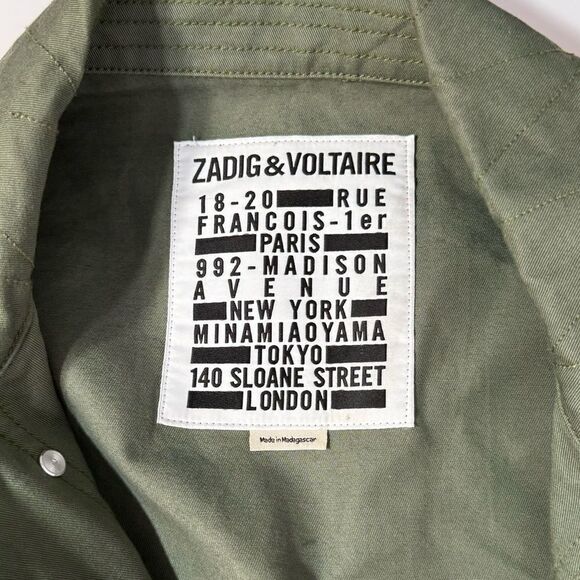 ZADIG&VOLTAIRE
18-20 RUE
FRANCOIS-1er
PARIS
992-MADISON
AVENUE
NEW YORK
MINAMIAOYAMA
TOKYO
140 SLOANE STREET
LONDON
Made in Madagascar